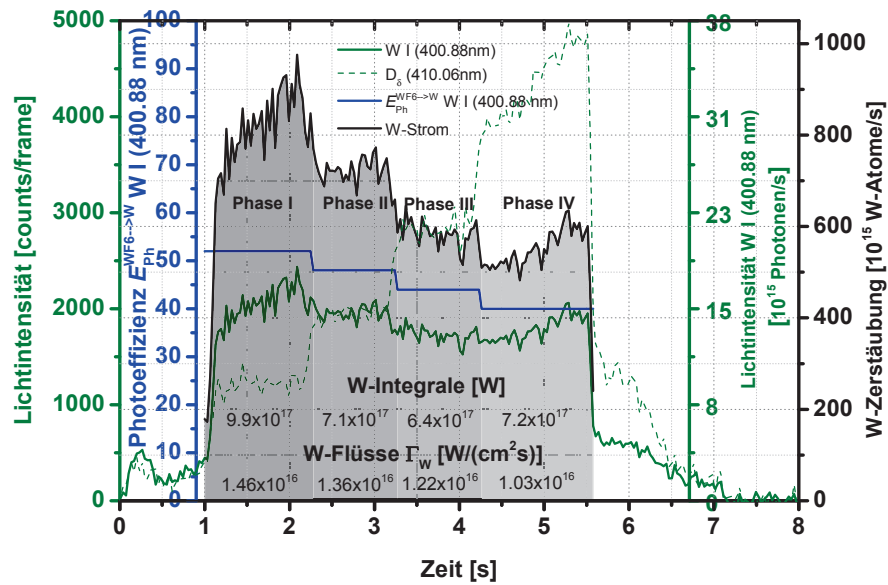 Lichtintensität [counts/frame]
5000
4000
3000
2000
1000
0
Photoeffizienz E_Ph^WF6-->W W I (400.88 nm)
100
90
80
70
60
50
40
30
20
10
0
W I (400.88nm)
D_δ (410.06nm)
E_Ph^WF6-->W W I (400.88 nm)
W-Strom
Phase I
Phase II
Phase III
Phase IV
W-Integrale [W]
9.9x10^17
7.1x10^17
6.4x10^17
7.2x10^17
W-Flüsse Γ_W [W/(cm²s)]
1.46x10^16
1.36x10^16
1.22x10^16
1.03x10^16
38
31
23
15
8
0
Lichtintensität W I (400.88 nm)
[10^15 Photonen/s]
1000
800
600
400
200
0
W-Zerstäubung [10^15 W-Atome/s]
0 1 2 3 4 5 6 7 8
Zeit [s]